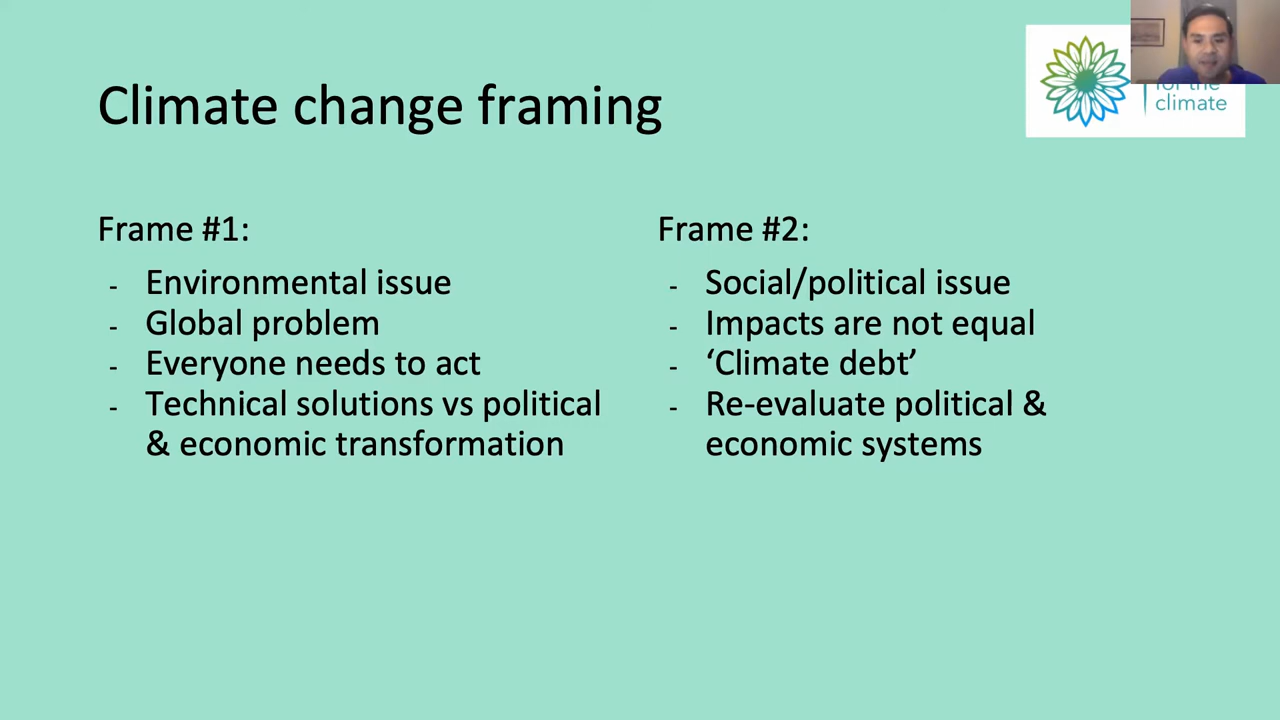 Climate change framing
climate
Frame #1:
- Environmental issue
- Global problem
- Everyone needs to act
- Technical solutions vs political
& economic transformation
Frame #2:
- Social/political issue
- Impacts are not equal
- ‘Climate debt’
- Re-evaluate political &
economic systems